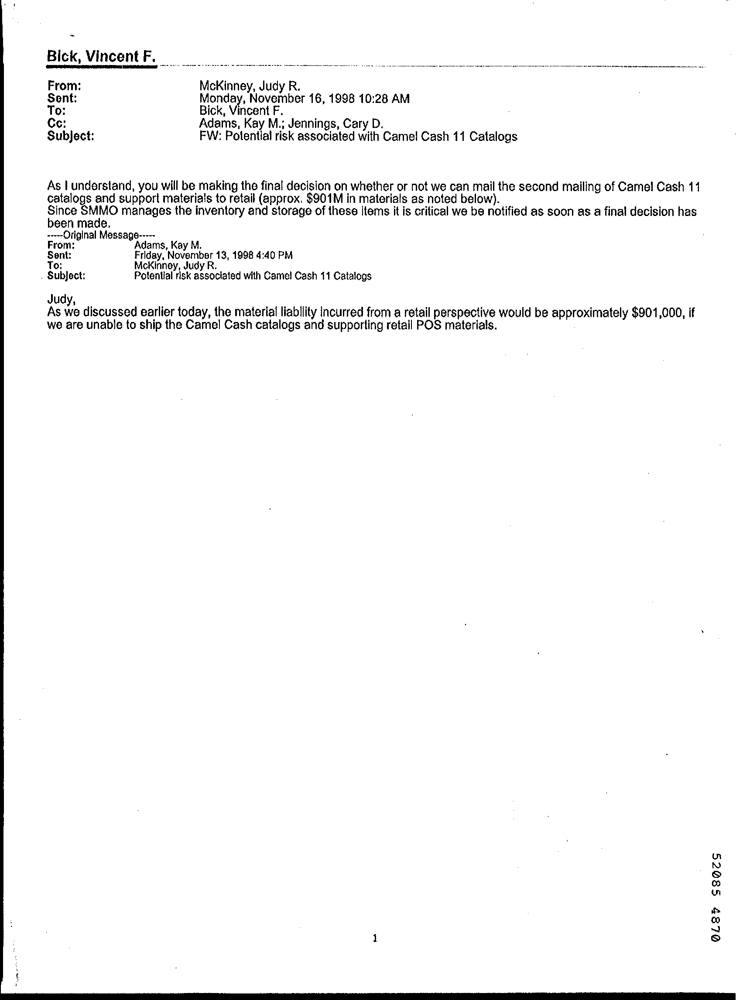 Bick, Vincent F.
From: McKinney, Judy R.
Sent: Monday, November 16, 1998 10:28 AM
To: Bick, Vincent F.
Cc: Adams, Kay M.; Jennings, Cary D.
Subject: FW: Potential risk associated with Camel Cash 11 Catalogs
As I understand, you will be making the final decision on whether or not we can mail the second mailing of Camel Cash 11
catalogs and support materials to retail (approx. $901M in materials as noted below).
Since SMMO manages the inventory and storage of these items it is critical we be notified as soon as a final decision has
been made.
-----Original Message-----
From: Adams, Kay M.
Sent: Friday, November 13, 1998 4:40 PM
To: McKinney, Judy R.
Subject: Potential risk associated with Camel Cash 11 Catalogs
Judy,
As we discussed earlier today, the material liability incurred from a retail perspective would be approximately $901,000, if
we are unable to ship the Camel Cash catalogs and supporting retail POS materials.
52085 4870
1